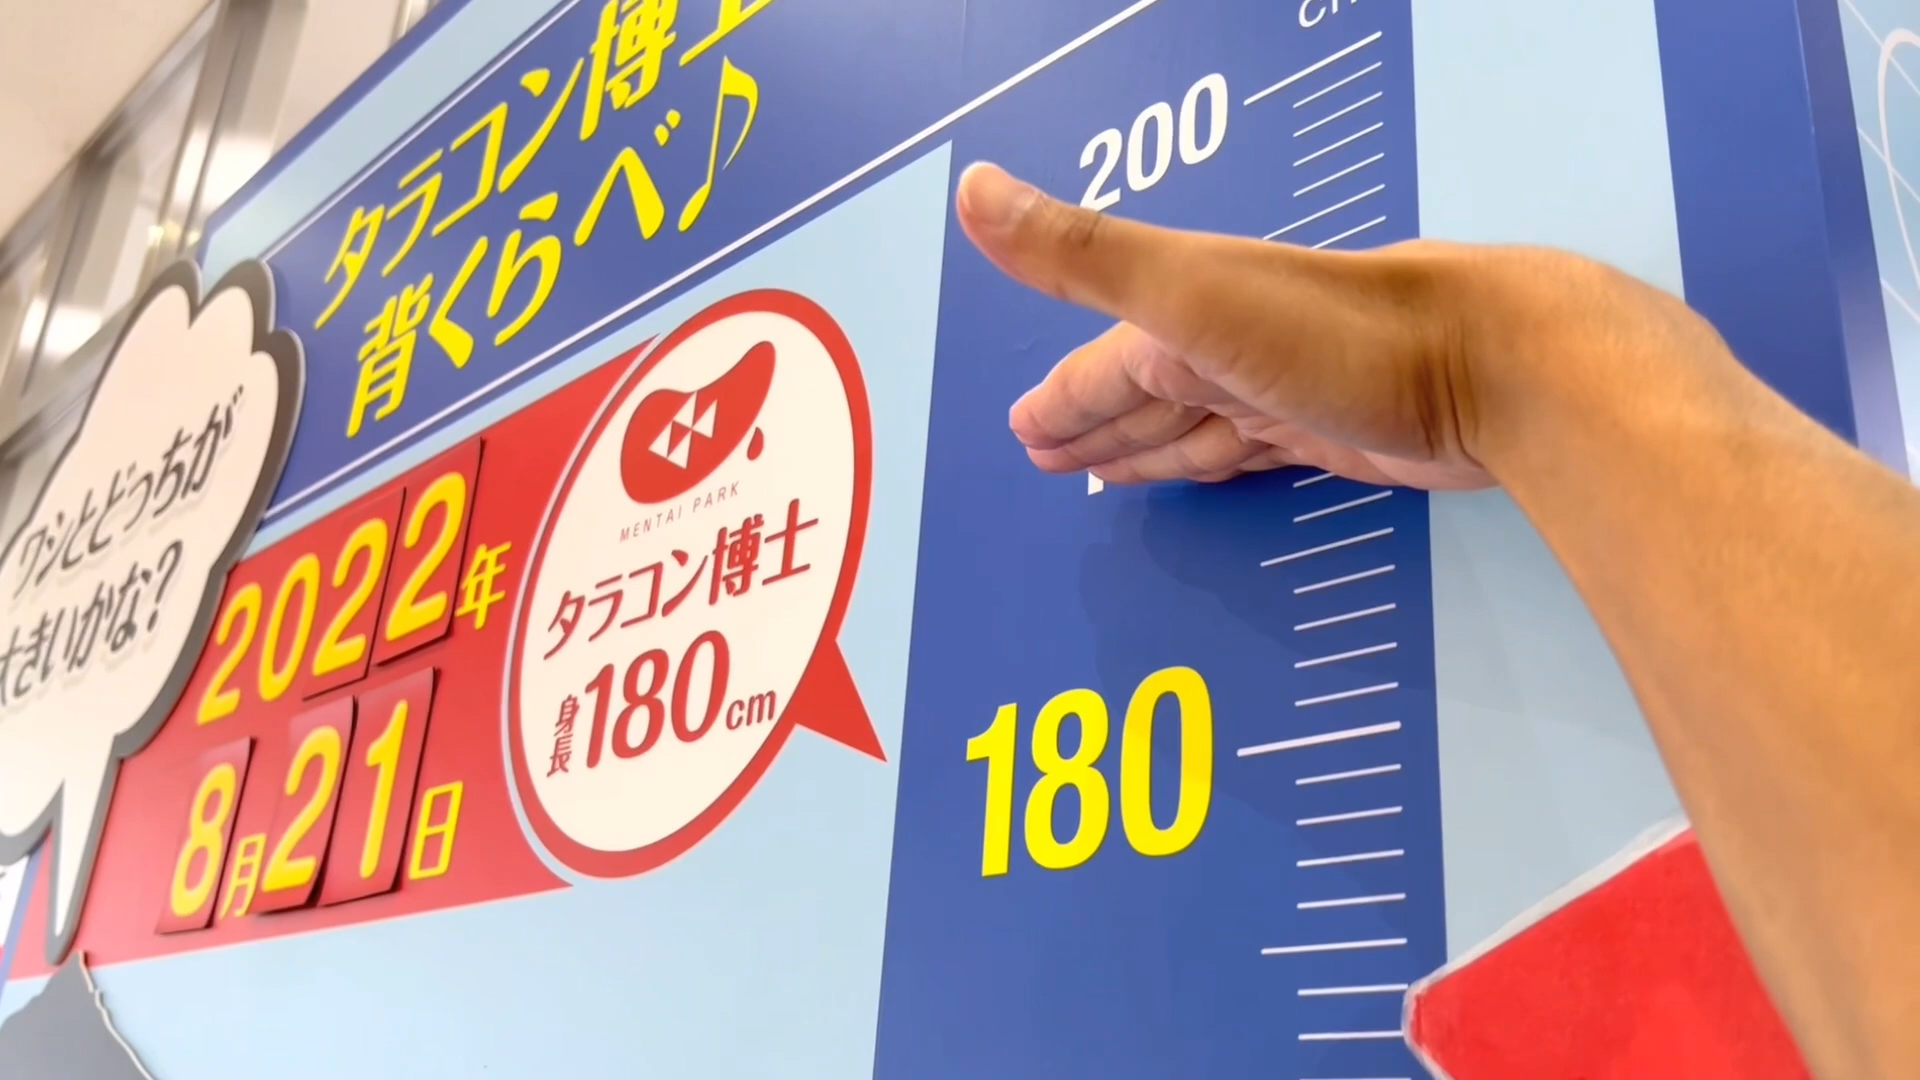 タラコン博士
背くらべ♪
ワシとどっちが
大きいかな?
2022年
8月21日
MENTAI PARK
タラコン博士
身長180cm
cm
200
180